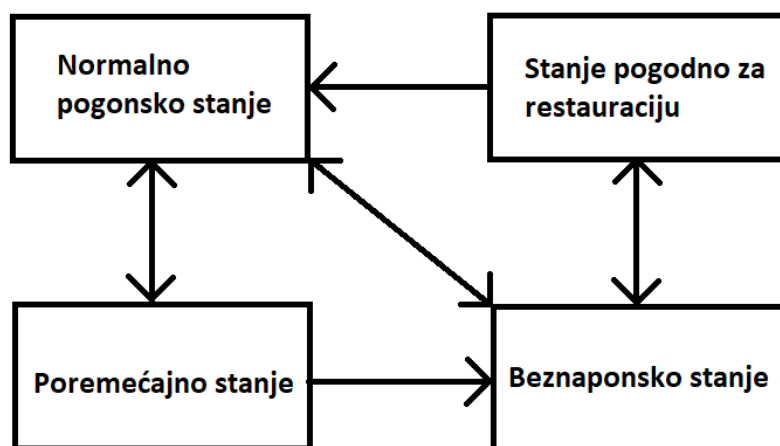 Normalno
pogonsko stanje
Stanje pogodno za
restauraciju
Poremećajno stanje
Beznaponsko stanje